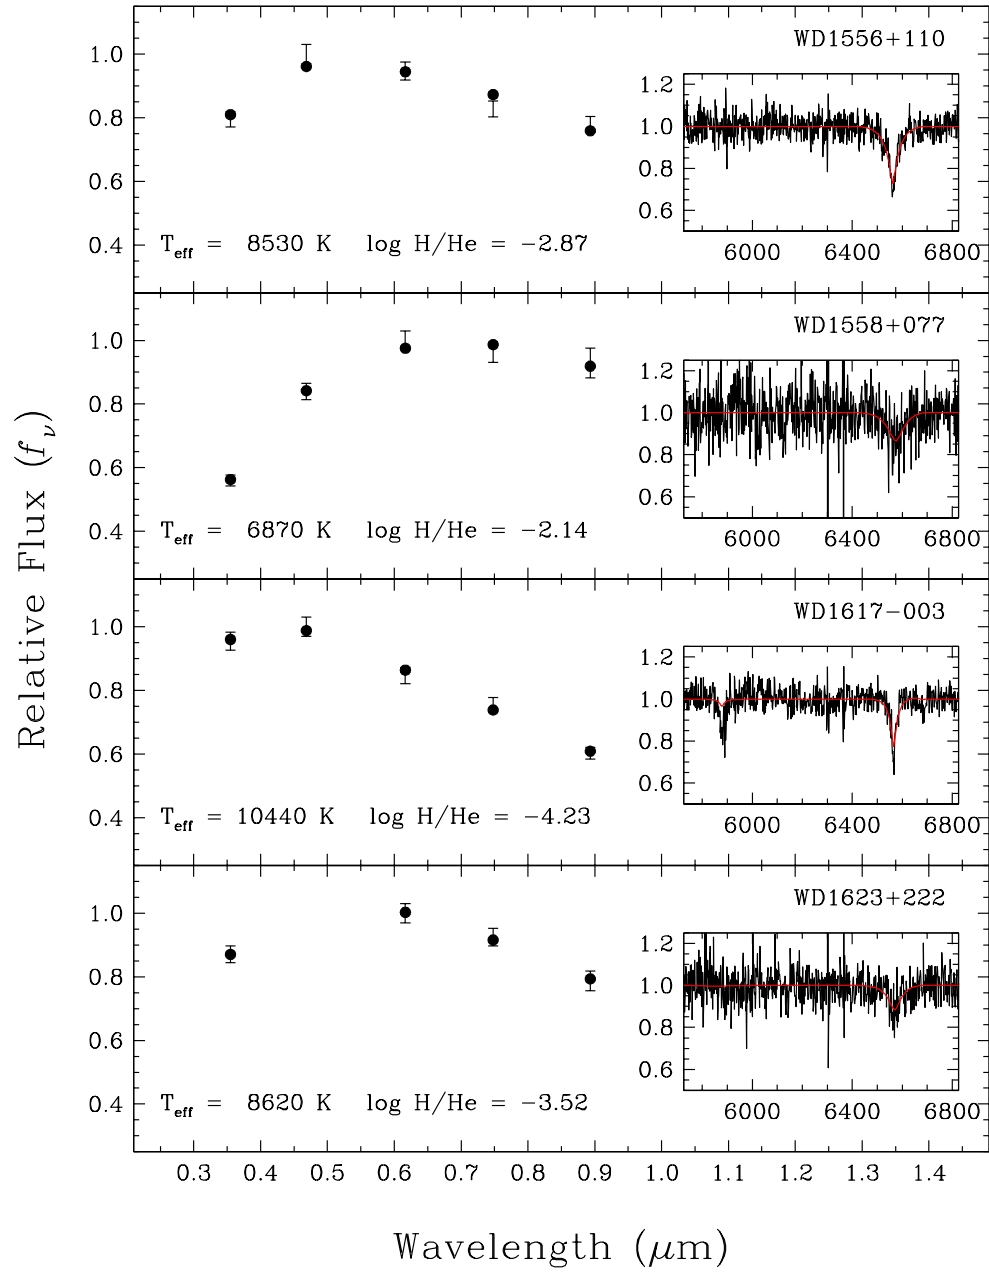 WD1556+110
1.0
0.8
0.6
0.4
1.2
1.0
0.8
0.6
6000 6400 6800
Teff = 8530 K log H/He = −2.87
WD1558+077
1.0
0.8
0.6
0.4
1.2
1.0
0.8
0.6
6000 6400 6800
Teff = 6870 K log H/He = −2.14
Relative Flux (fν)
WD1617−003
1.0
0.8
0.6
0.4
1.2
1.0
0.8
0.6
6000 6400 6800
Teff = 10440 K log H/He = −4.23
WD1623+222
1.0
0.8
0.6
0.4
1.2
1.0
0.8
0.6
6000 6400 6800
Teff = 8620 K log H/He = −3.52
0.3 0.4 0.5 0.6 0.7 0.8 0.9 1.0 1.1 1.2 1.3 1.4
Wavelength (μm)